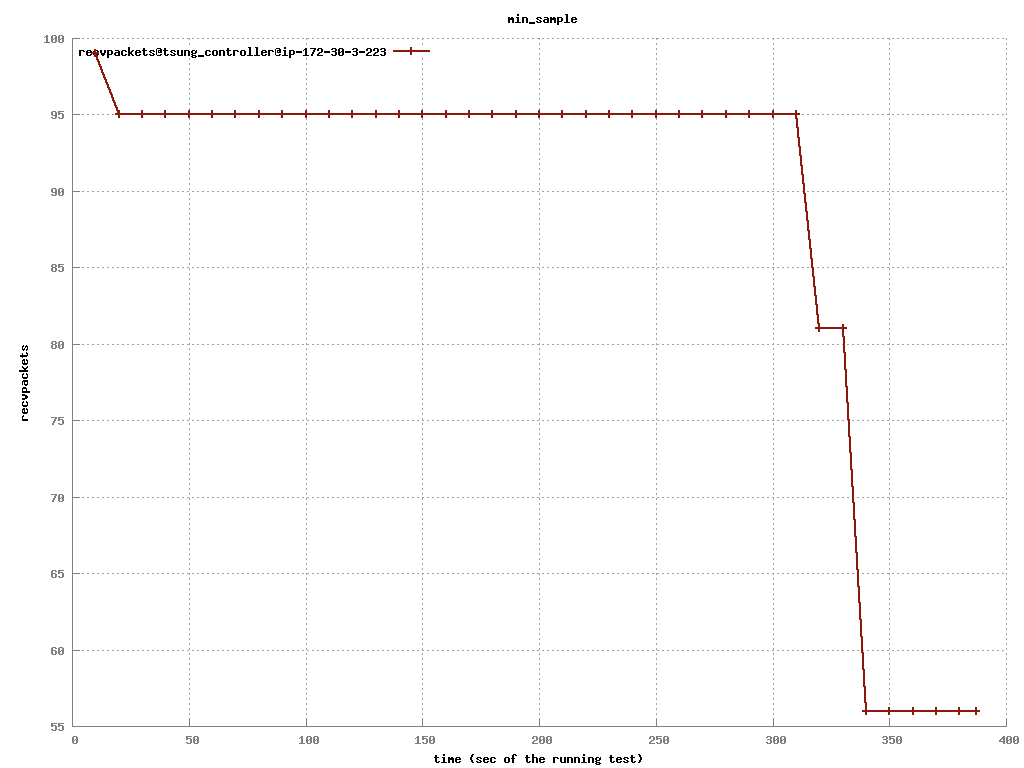 min_sample
recvpackets@tsung_controller@ip-172-30-3-223
100
95
90
85
80
75
70
65
60
55
recvpackets
0 50 100 150 200 250 300 350 400
time (sec of the running test)